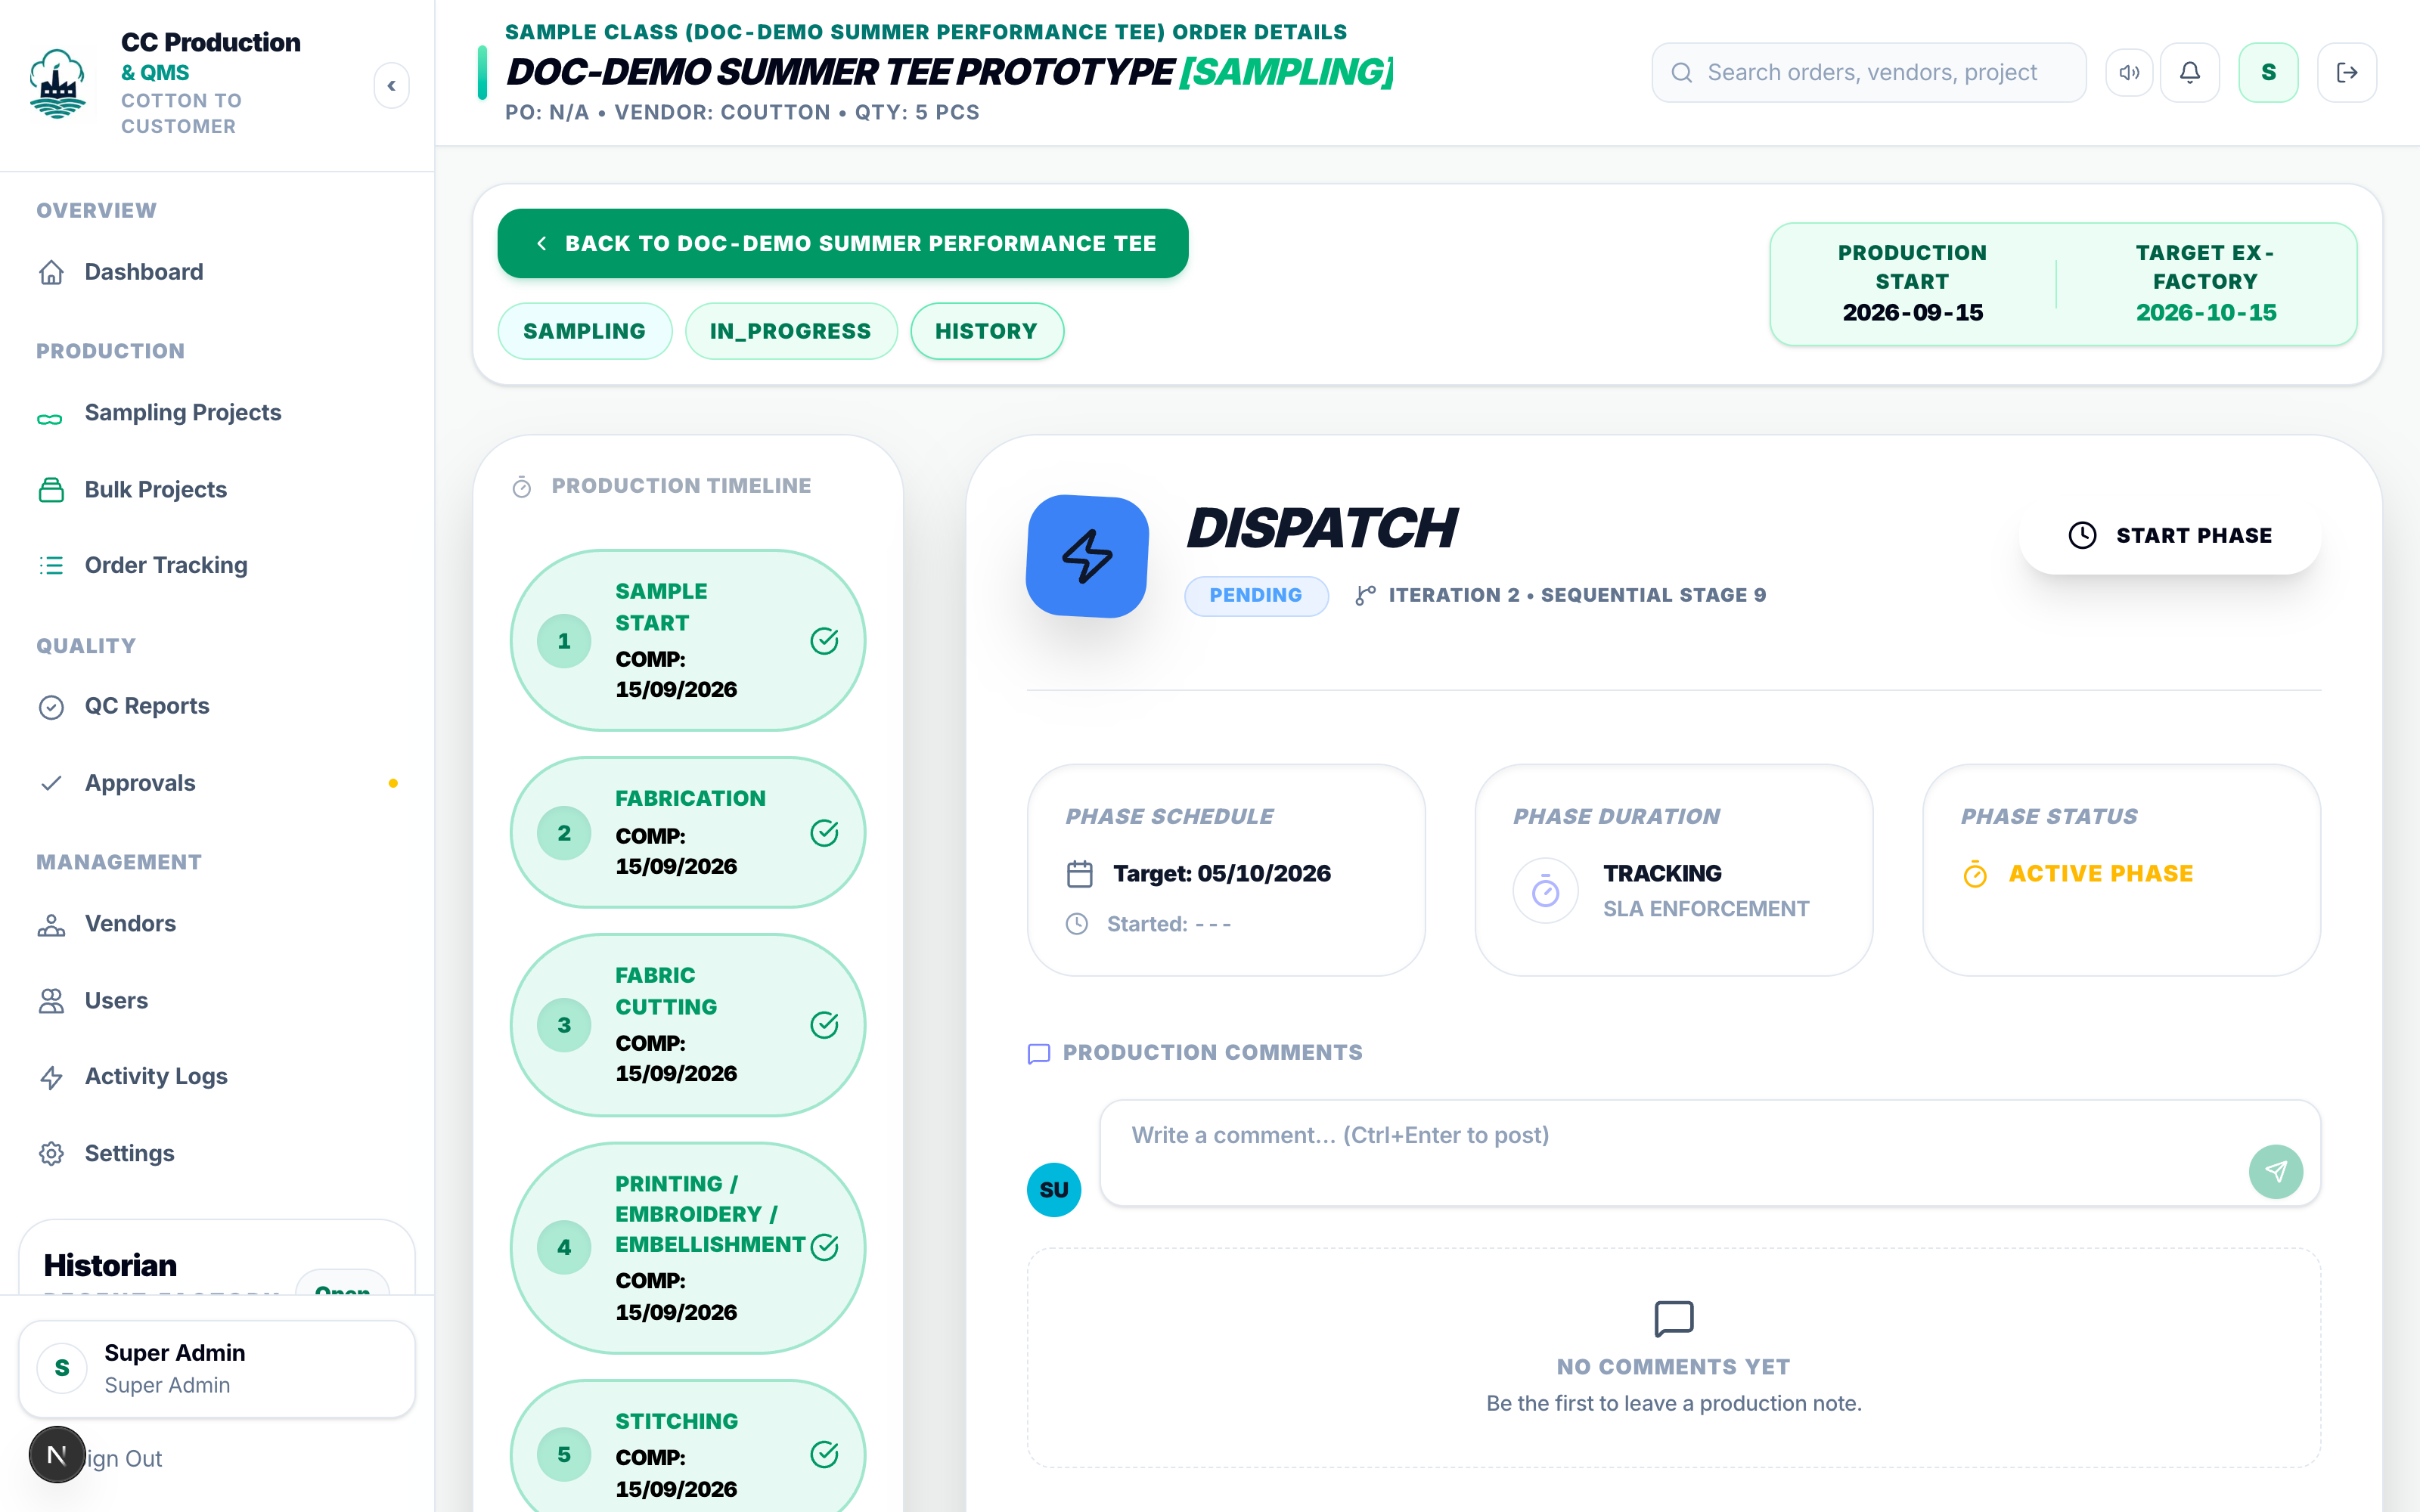 CC Production
& QMS
COTTON TO
CUSTOMER
OVERVIEW
Dashboard
PRODUCTION
Sampling Projects
Bulk Projects
Order Tracking
QUALITY
QC Reports
Approvals
MANAGEMENT
Vendors
Users
Activity Logs
Settings
Historian
Open
S
Super Admin
Super Admin
N
ign Out
SAMPLE CLASS (DOC-DEMO SUMMER PERFORMANCE TEE) ORDER DETAILS
DOC-DEMO SUMMER TEE PROTOTYPE [SAMPLING]
PO: N/A • VENDOR: COUTTON • QTY: 5 PCS
Search orders, vendors, project
S
BACK TO DOC-DEMO SUMMER PERFORMANCE TEE
SAMPLING
IN_PROGRESS
HISTORY
PRODUCTION
START
2026-09-15
TARGET EX-
FACTORY
2026-10-15
PRODUCTION TIMELINE
1
SAMPLE
START
COMP:
15/09/2026
2
FABRICATION
COMP:
15/09/2026
3
FABRIC
CUTTING
COMP:
15/09/2026
4
PRINTING /
EMBROIDERY /
EMBELLISHMENT
COMP:
15/09/2026
5
STITCHING
COMP:
15/09/2026
DISPATCH
PENDING
ITERATION 2 • SEQUENTIAL STAGE 9
START PHASE
PHASE SCHEDULE
Target: 05/10/2026
Started: ---
PHASE DURATION
TRACKING
SLA ENFORCEMENT
PHASE STATUS
ACTIVE PHASE
PRODUCTION COMMENTS
SU
Write a comment... (Ctrl+Enter to post)
NO COMMENTS YET
Be the first to leave a production note.